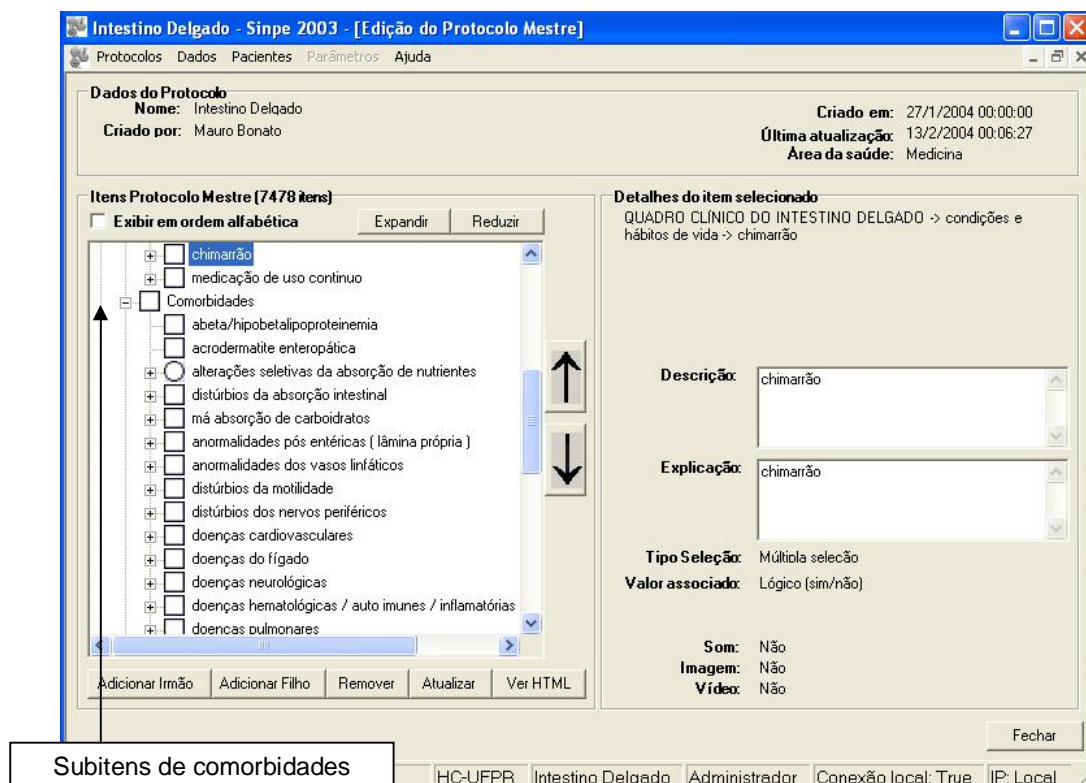 Intestino Delgado - Sinpe 2003 - [Edição do Protocolo Mestre]
Protocolos Dados Pacientes Parâmetros Ajuda
Dados do Protocolo
Nome: Intestino Delgado
Criado por: Mauro Bonato
Criado em: 27/1/2004 00:00:00
Última atualização: 13/2/2004 00:06:27
Área da saúde: Medicina
Itens Protocolo Mestre (7478 itens)
Exibir em ordem alfabética Expandir Reduzir
chimarrão
medicação de uso continuo
Comorbidades
abeta/hipobetalipoproteinemia
acrodermatite enteropática
alterações seletivas da absorção de nutrientes
distúrbios da absorção intestinal
má absorção de carboidratos
anormalidades pós entéricas ( lâmina própria )
anormalidades dos vasos linfáticos
distúrbios da motilidade
distúrbios dos nervos periféricos
doenças cardiovasculares
doenças do fígado
doenças neurológicas
doenças hematológicas / auto imunes / inflamatórias
doenças pulmonares
Adicionar Irmão Adicionar Filho Remover Atualizar Ver HTML
Detalhes do item selecionado
QUADRO CLÍNICO DO INTESTINO DELGADO -> condições e
hábitos de vida -> chimarrão
Descrição: chimarrão
Explicação: chimarrão
Tipo Seleção: Múltipla selecão
Valor associado: Lógico (sim/não)
Som: Não
Imagem: Não
Vídeo: Não
Fechar
Subitens de comorbidades
HC-UFPR Intestino Delgado Administrador Conexão local: True IP: Local